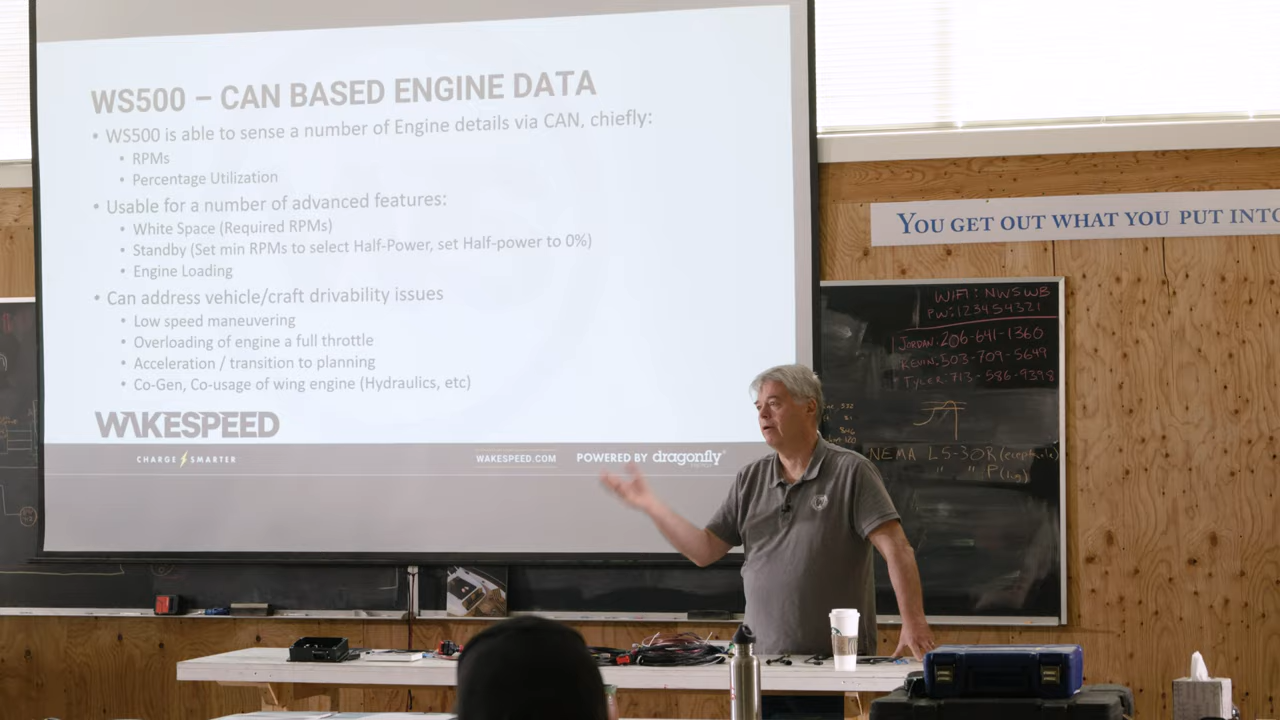 WS500 – CAN BASED ENGINE DATA
• WS500 is able to sense a number of Engine details via CAN, chiefly:
• RPMs
• Percentage Utilization
• Usable for a number of advanced features:
• White Space (Required RPMs)
• Standby (Set min RPMs to select Half-Power, set Half-power to 0%)
• Engine Loading
• Can address vehicle/craft drivability issues
• Low speed maneuvering
• Overloading of engine a full throttle
• Acceleration / transition to planning
• Co-Gen, Co-usage of wing engine (Hydraulics, etc)
WAKESPEED
CHARGE SMARTER
WAKESPEED.COM
POWERED BY dragonfly
ENERGY
YOU GET OUT WHAT YOU PUT INTO
WIFI: NWSWB
PW: 123454321
JORDAN: 206-641-1360
KEVIN: 503-709-5649
TYLER: 713-586-9398
NEMA L5-30R(eceptacle)
" " P(lug)